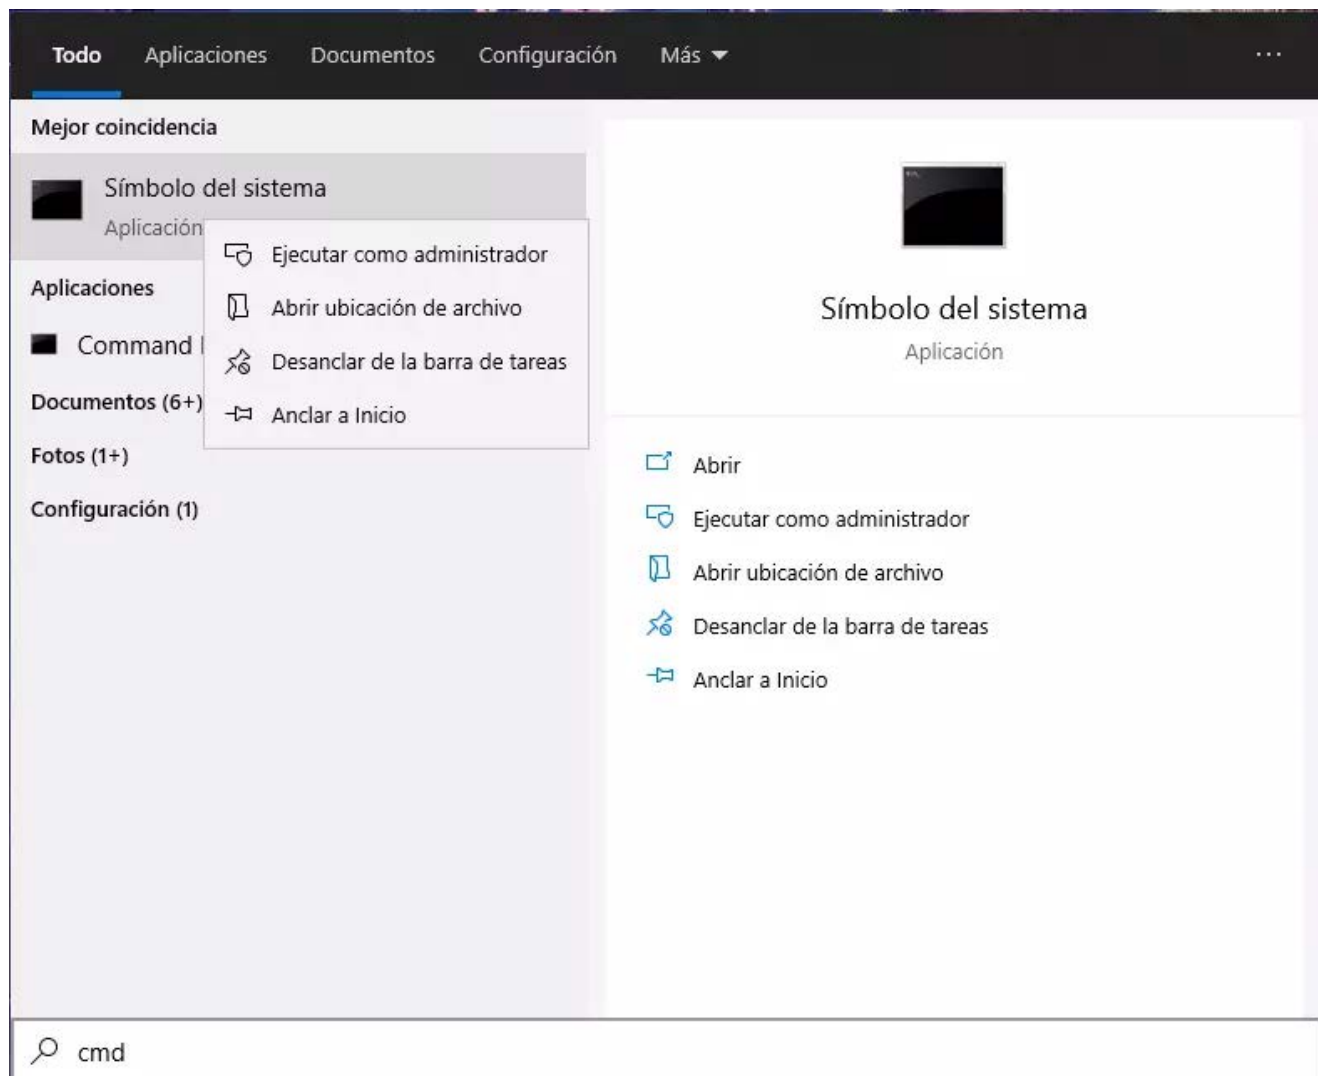 Todo Aplicaciones Documentos Configuración Más ...
Mejor coincidencia
Símbolo del sistema
Aplicación
Ejecutar como administrador
Abrir ubicación de archivo
Desanclar de la barra de tareas
Anclar a Inicio
Aplicaciones
Command
Documentos (6+)
Fotos (1+)
Configuración (1)
Símbolo del sistema
Aplicación
Abrir
Ejecutar como administrador
Abrir ubicación de archivo
Desanclar de la barra de tareas
Anclar a Inicio
cmd